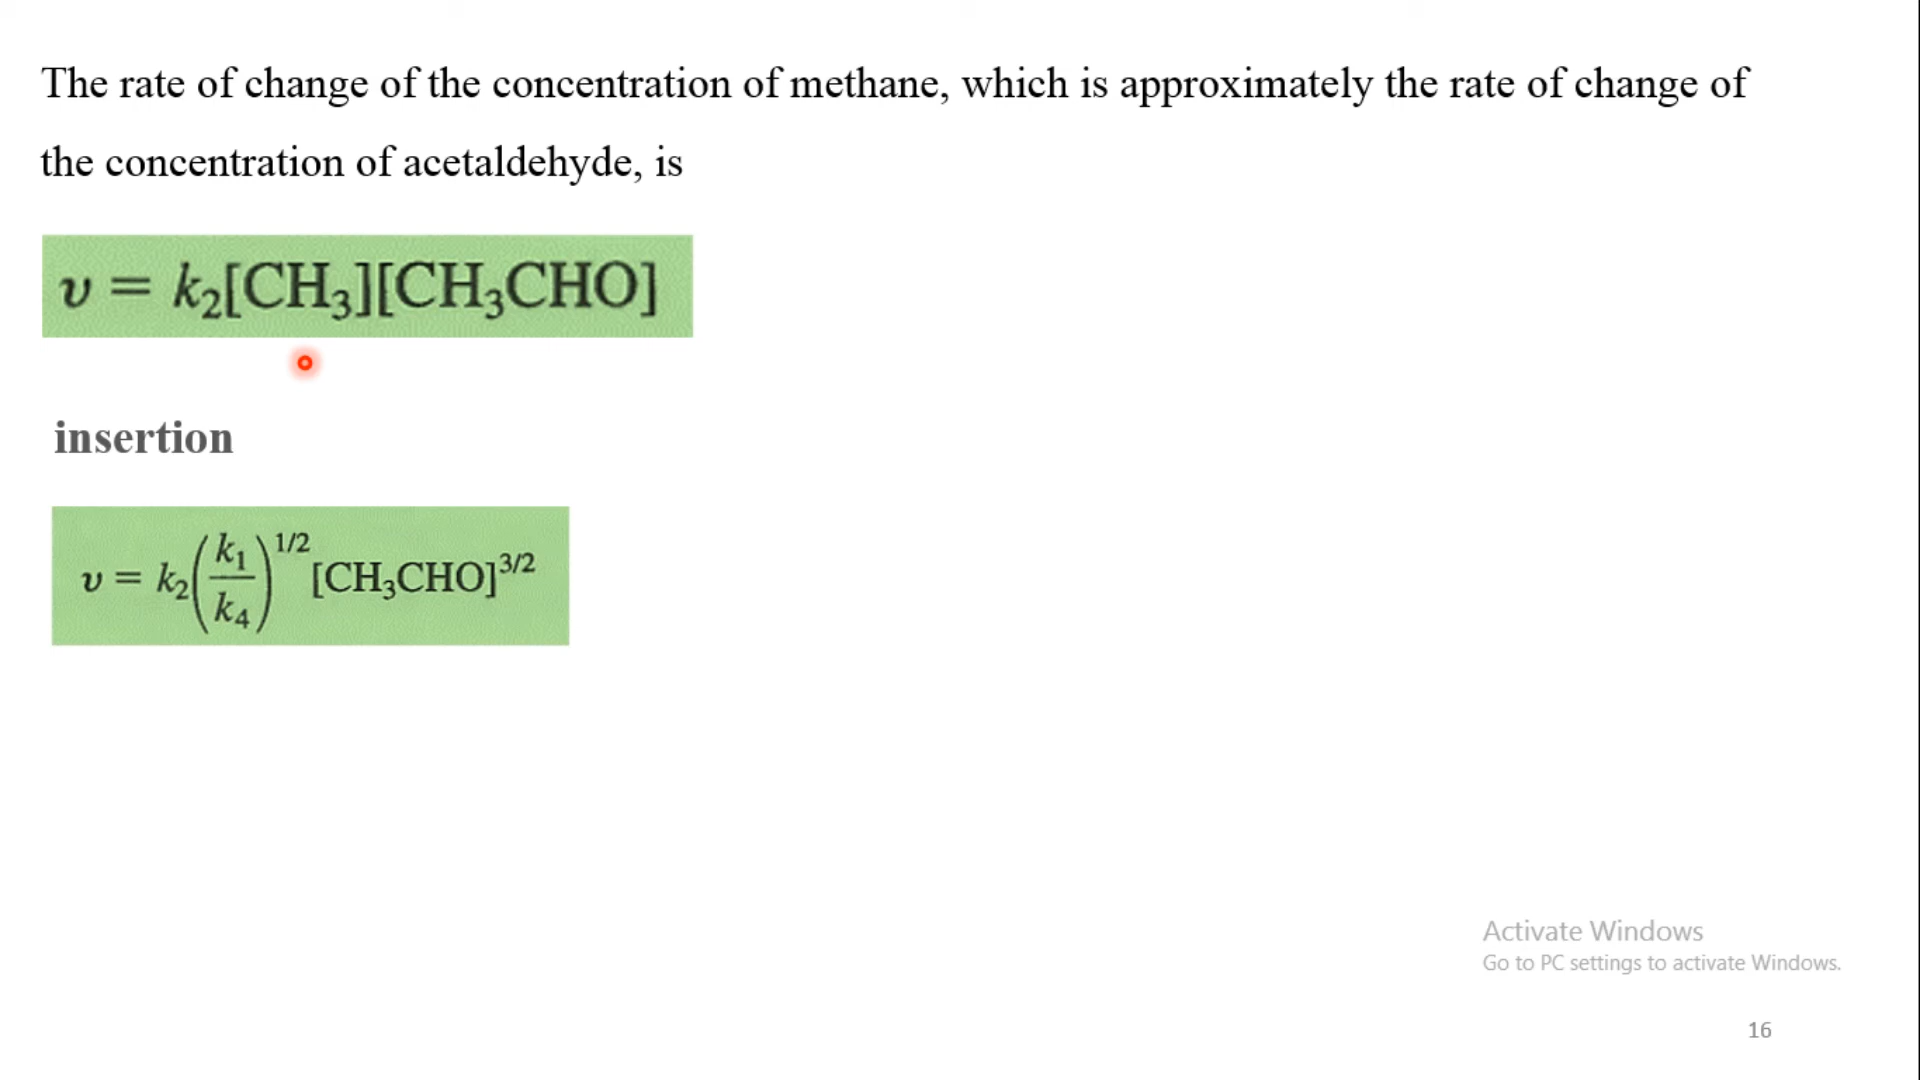 The rate of change of the concentration of methane, which is approximately the rate of change of
the concentration of acetaldehyde, is
υ = k₂[CH₃][CH₃CHO]
insertion
υ = k₂(k₁/k₄)^1/2 [CH₃CHO]^3/2
Activate Windows
Go to PC settings to activate Windows.
16